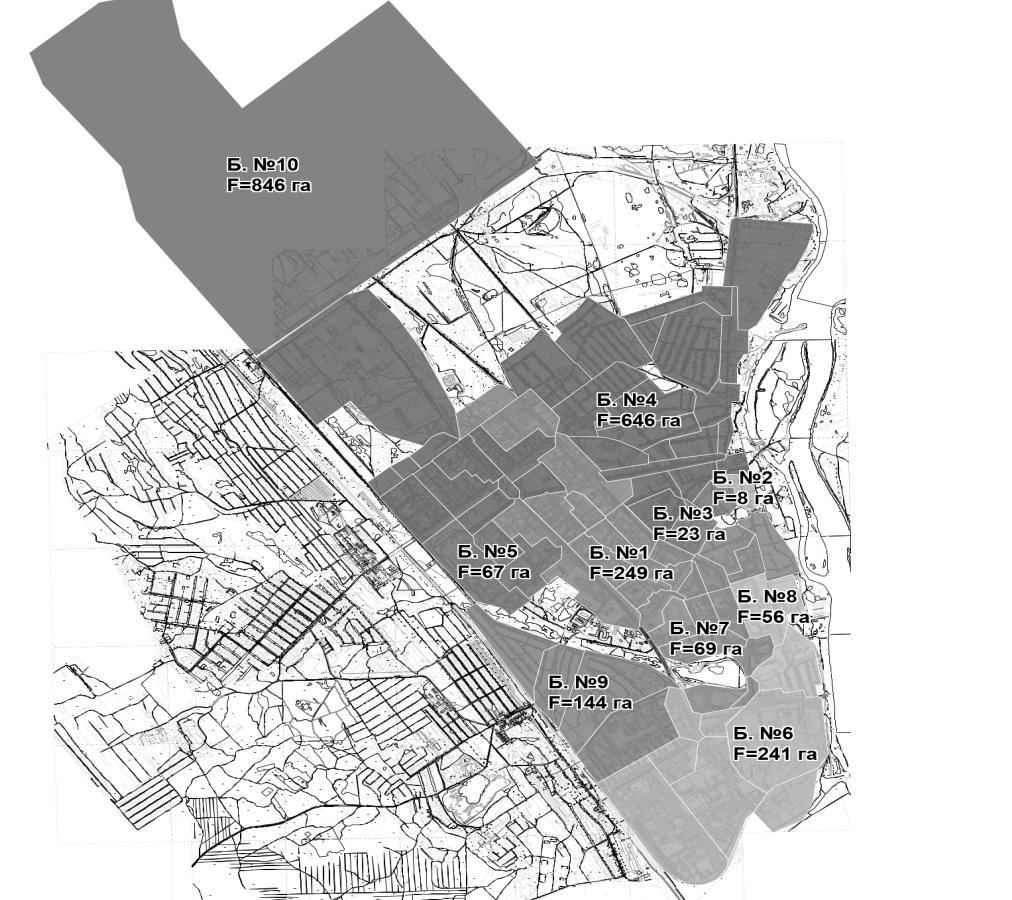 Б. №10
F=846 га
Б. №4
F=646 га
Б. №2
F=8 га
Б. №3
F=23 га
Б. №5
F=67 га
Б. №1
F=249 га
Б. №8
F=56 га
Б. №7
F=69 га
Б. №9
F=144 га
Б. №6
F=241 га